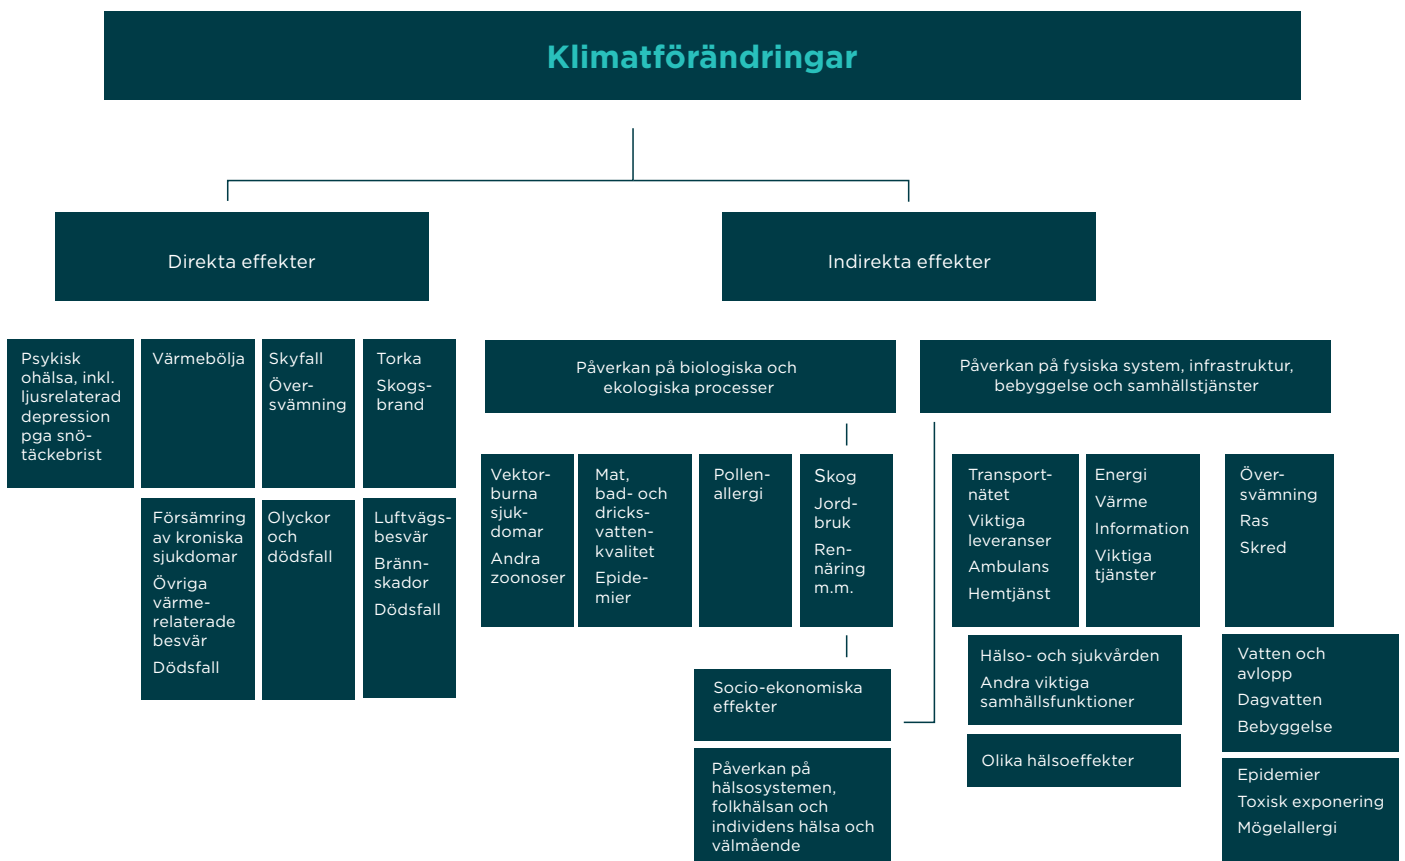 Klimatförändringar
Direkta effekter
Indirekta effekter
Psykisk
ohälsa, inkl.
ljusrelaterad
depression
pga snö-
täckebrist
Värmebölja
Skyfall
Över-
svämning
Torka
Skogs-
brand
Försämring
av kroniska
sjukdomar
Övriga
värme-
relaterade
besvär
Dödsfall
Olyckor
och
dödsfall
Luftvägs-
besvär
Bränn-
skador
Dödsfall
Påverkan på biologiska och
ekologiska processer
Vektor-
burna
sjuk-
domar
Andra
zoonoser
Mat,
bad- och
dricks-
vatten-
kvalitet
Epide-
mier
Pollen-
allergi
Skog
Jord-
bruk
Ren-
näring
m.m.
Socio-ekonomiska
effekter
Påverkan på
hälsosystemen,
folkhälsan och
individens hälsa och
välmående
Påverkan på fysiska system, infrastruktur,
bebyggelse och samhällstjänster
Transport-
nätet
Viktiga
leveranser
Ambulans
Hemtjänst
Energi
Värme
Information
Viktiga
tjänster
Över-
svämning
Ras
Skred
Hälso- och sjukvården
Andra viktiga
samhällsfunktioner
Olika hälsoeffekter
Vatten och
avlopp
Dagvatten
Bebyggelse
Epidemier
Toxisk exponering
Mögelallergi